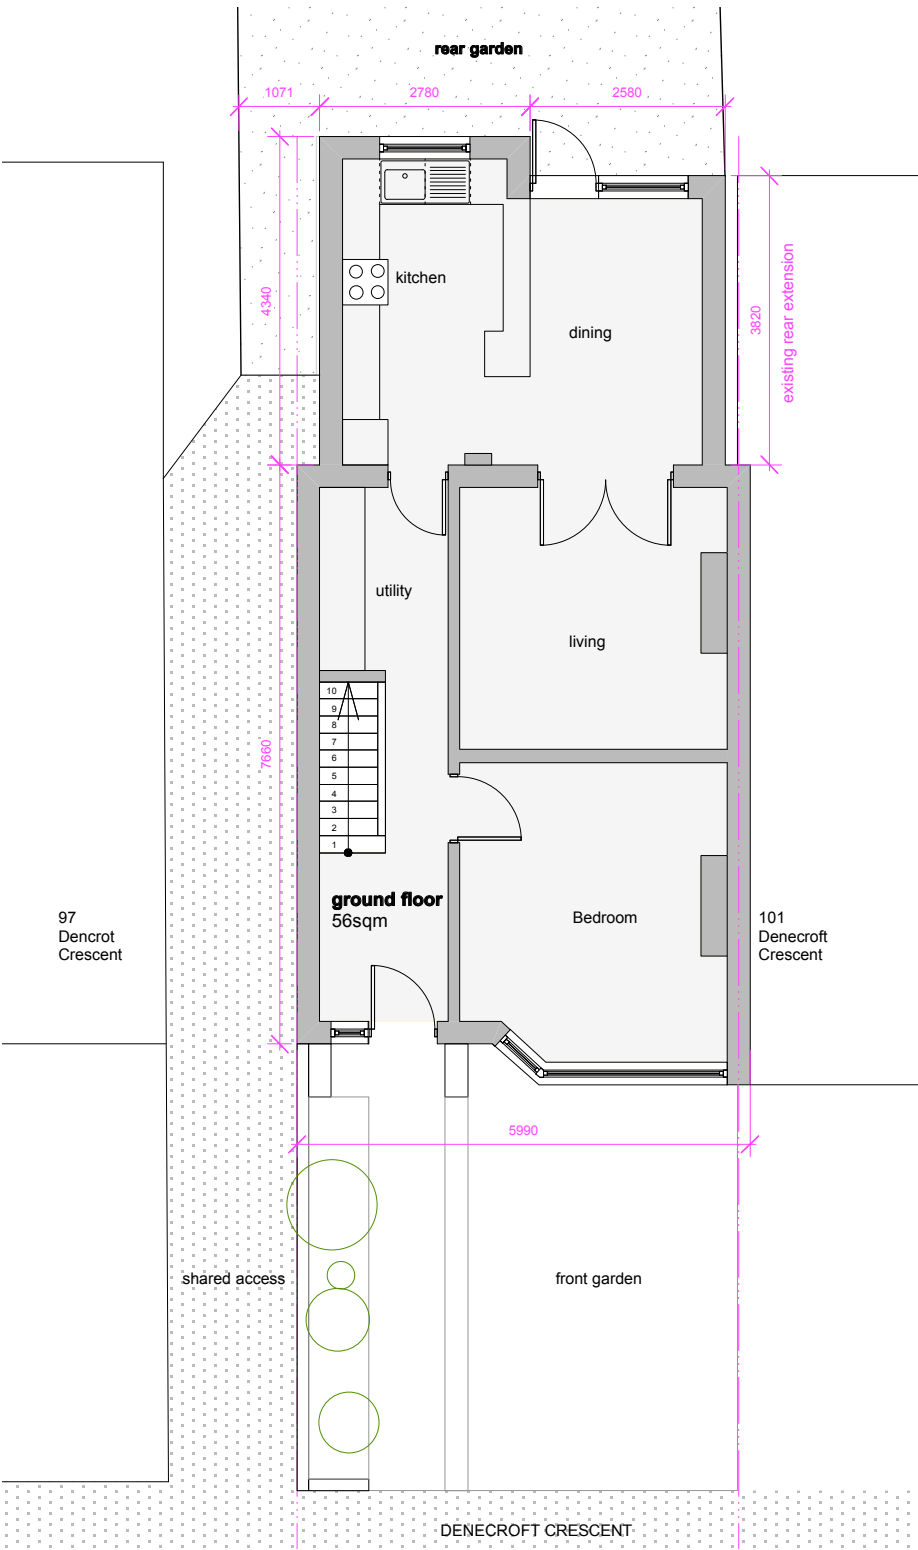 rear garden
1071
2780
2580
kitchen
4340
dining
3820
existing rear extension
utility
living
10
9
8
7
6
5
4
3
2
1
7660
ground floor
56sqm
Bedroom
97
Dencrot
Crescent
101
Denecroft
Crescent
5990
shared access
front garden
DENECROFT CRESCENT